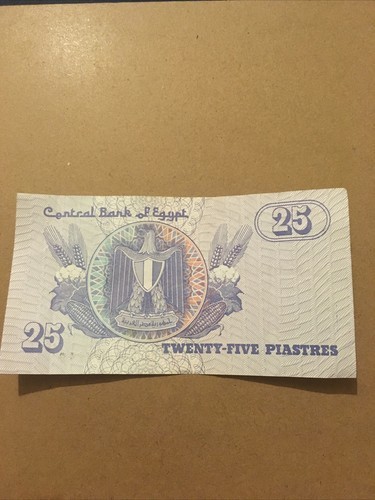 Central Bank of Egypt
25
25
TWENTY-FIVE PIASTRES